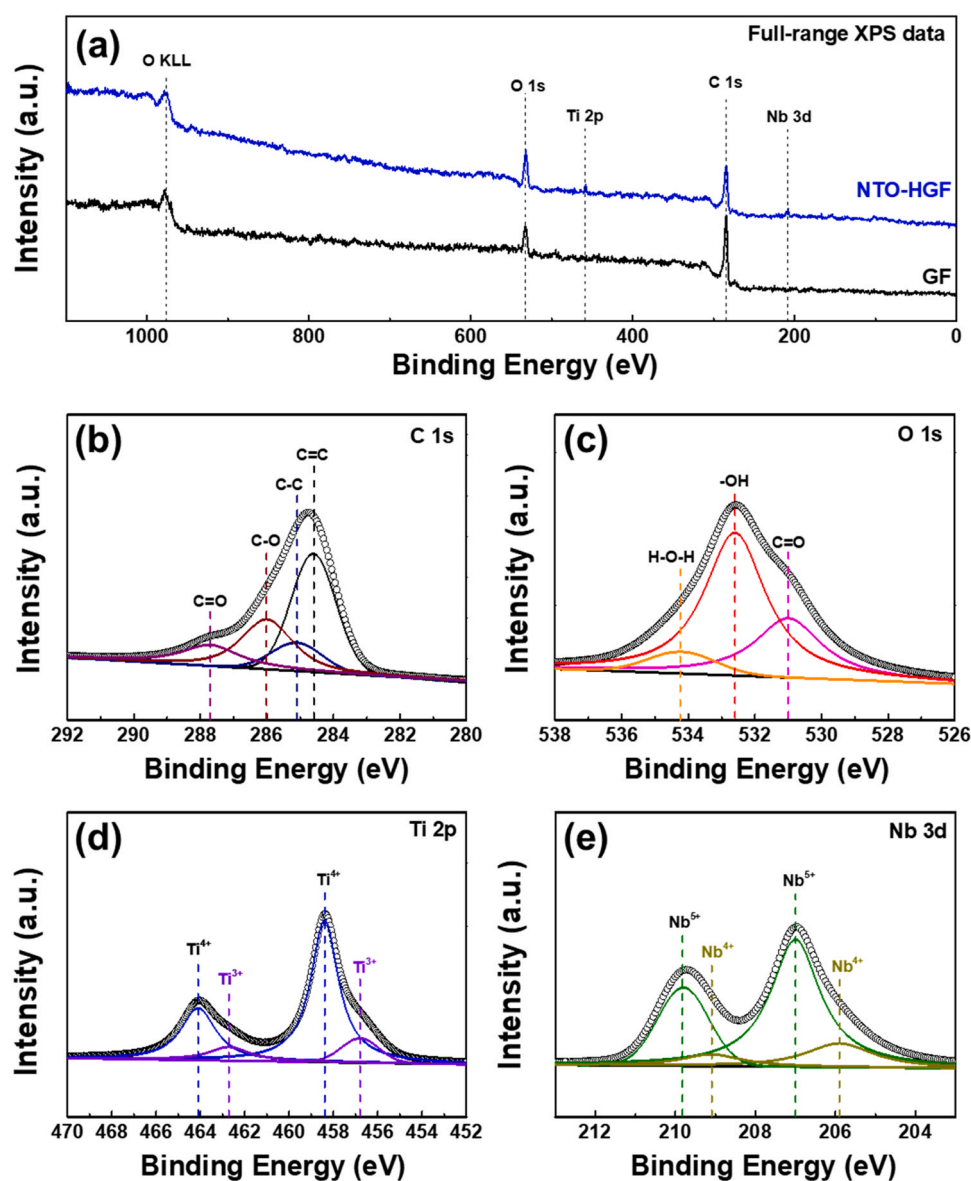 (a)
Full-range XPS data
O KLL
O 1s
Ti 2p
C 1s
Nb 3d
NTO-HGF
GF
Intensity (a.u.)
1000 800 600 400 200 0
Binding Energy (eV)
(b)
C 1s
C=C
C-C
C-O
C=O
Intensity (a.u.)
292 290 288 286 284 282 280
Binding Energy (eV)
(c)
O 1s
-OH
H-O-H
C=O
Intensity (a.u.)
538 536 534 532 530 528 526
Binding Energy (eV)
(d)
Ti 2p
Ti⁴⁺
Ti⁴⁺
Ti³⁺
Ti³⁺
Intensity (a.u.)
470 468 466 464 462 460 458 456 454 452
Binding Energy (eV)
(e)
Nb 3d
Nb⁵⁺
Nb⁵⁺
Nb⁴⁺
Nb⁴⁺
Intensity (a.u.)
212 210 208 206 204
Binding Energy (eV)